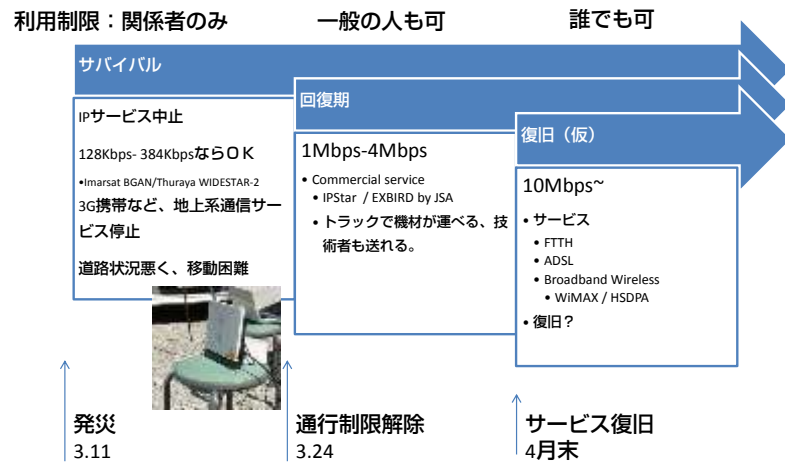 利用制限：関係者のみ
一般の人も可
誰でも可
サバイバル
IPサービス中止
128Kbps- 384KbpsならＯＫ
•Imarsat BGAN/Thuraya WIDESTAR-2
3G携帯など、地上系通信サー
ビス停止
道路状況悪く、移動困難
回復期
1Mbps-4Mbps
• Commercial service
• IPStar / EXBIRD by JSA
• トラックで機材が運べる、技
術者も送れる。
復旧（仮）
10Mbps~
• サービス
• FTTH
• ADSL
• Broadband Wireless
• WiMAX / HSDPA
• 復旧？
発災
3.11
通行制限解除
3.24
サービス復旧
4月末